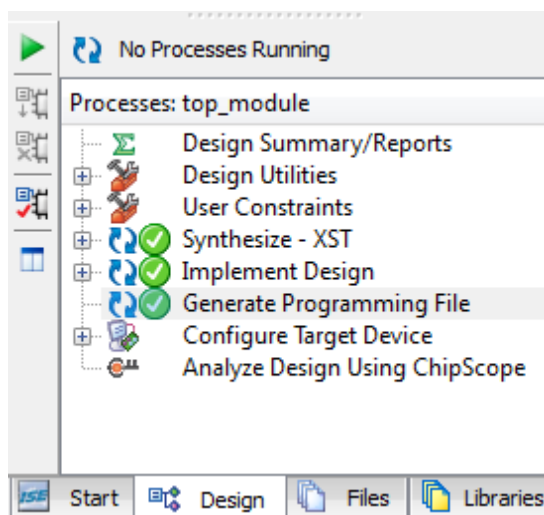 No Processes Running
Processes: top_module
Design Summary/Reports
Design Utilities
User Constraints
Synthesize - XST
Implement Design
Generate Programming File
Configure Target Device
Analyze Design Using ChipScope
ISE Start Design Files Libraries